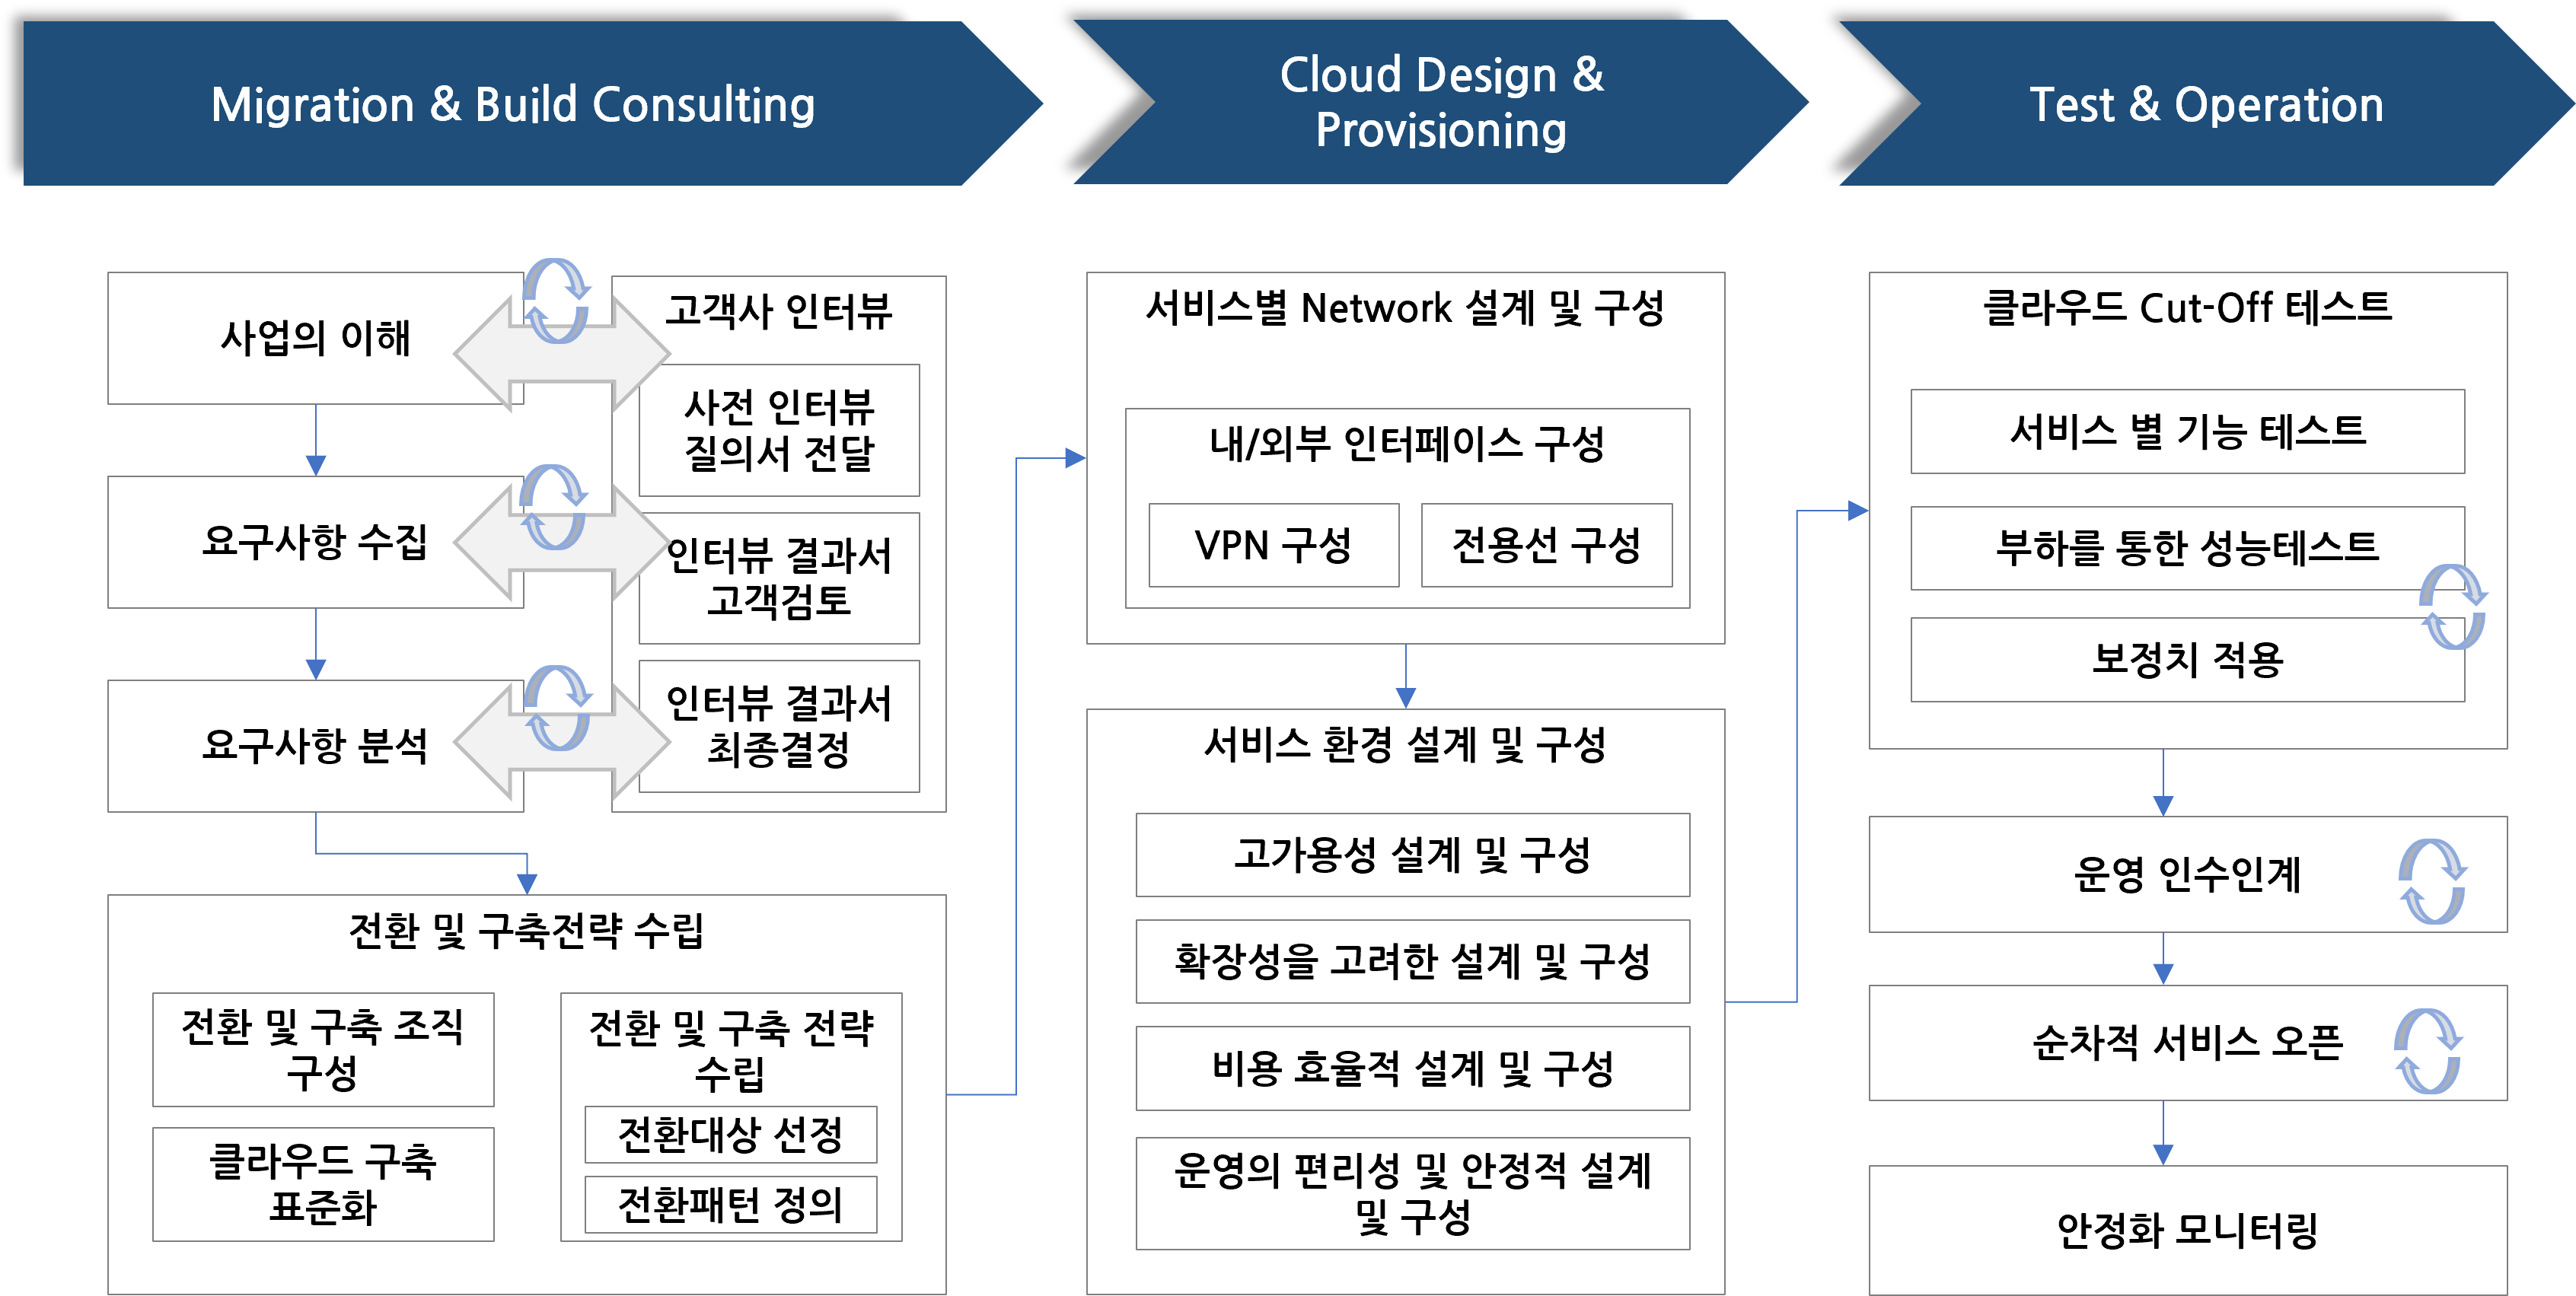 Migration & Build Consulting
Cloud Design &
Provisioning
Test & Operation
사업의 이해
요구사항 수집
요구사항 분석
고객사 인터뷰
사전 인터뷰
질의서 전달
인터뷰 결과서
고객검토
인터뷰 결과서
최종결정
전환 및 구축전략 수립
전환 및 구축 조직
구성
클라우드 구축
표준화
전환 및 구축 전략
수립
전환대상 선정
전환패턴 정의
서비스별 Network 설계 및 구성
내/외부 인터페이스 구성
VPN 구성
전용선 구성
서비스 환경 설계 및 구성
고가용성 설계 및 구성
확장성을 고려한 설계 및 구성
비용 효율적 설계 및 구성
운영의 편리성 및 안정적 설계
및 구성
클라우드 Cut-Off 테스트
서비스 별 기능 테스트
부하를 통한 성능테스트
보정치 적용
운영 인수인계
순차적 서비스 오픈
안정화 모니터링